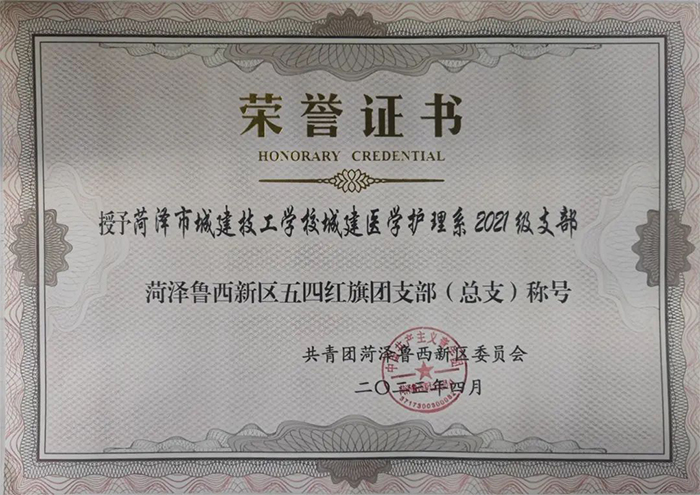 荣誉证书
HONORARY CREDENTIAL
授予菏泽市城建技工学校城建医学护理系2021级支部
菏泽鲁西新区五四红旗团支部（总支）称号
共青团菏泽鲁西新区委员会
二〇二三年四月